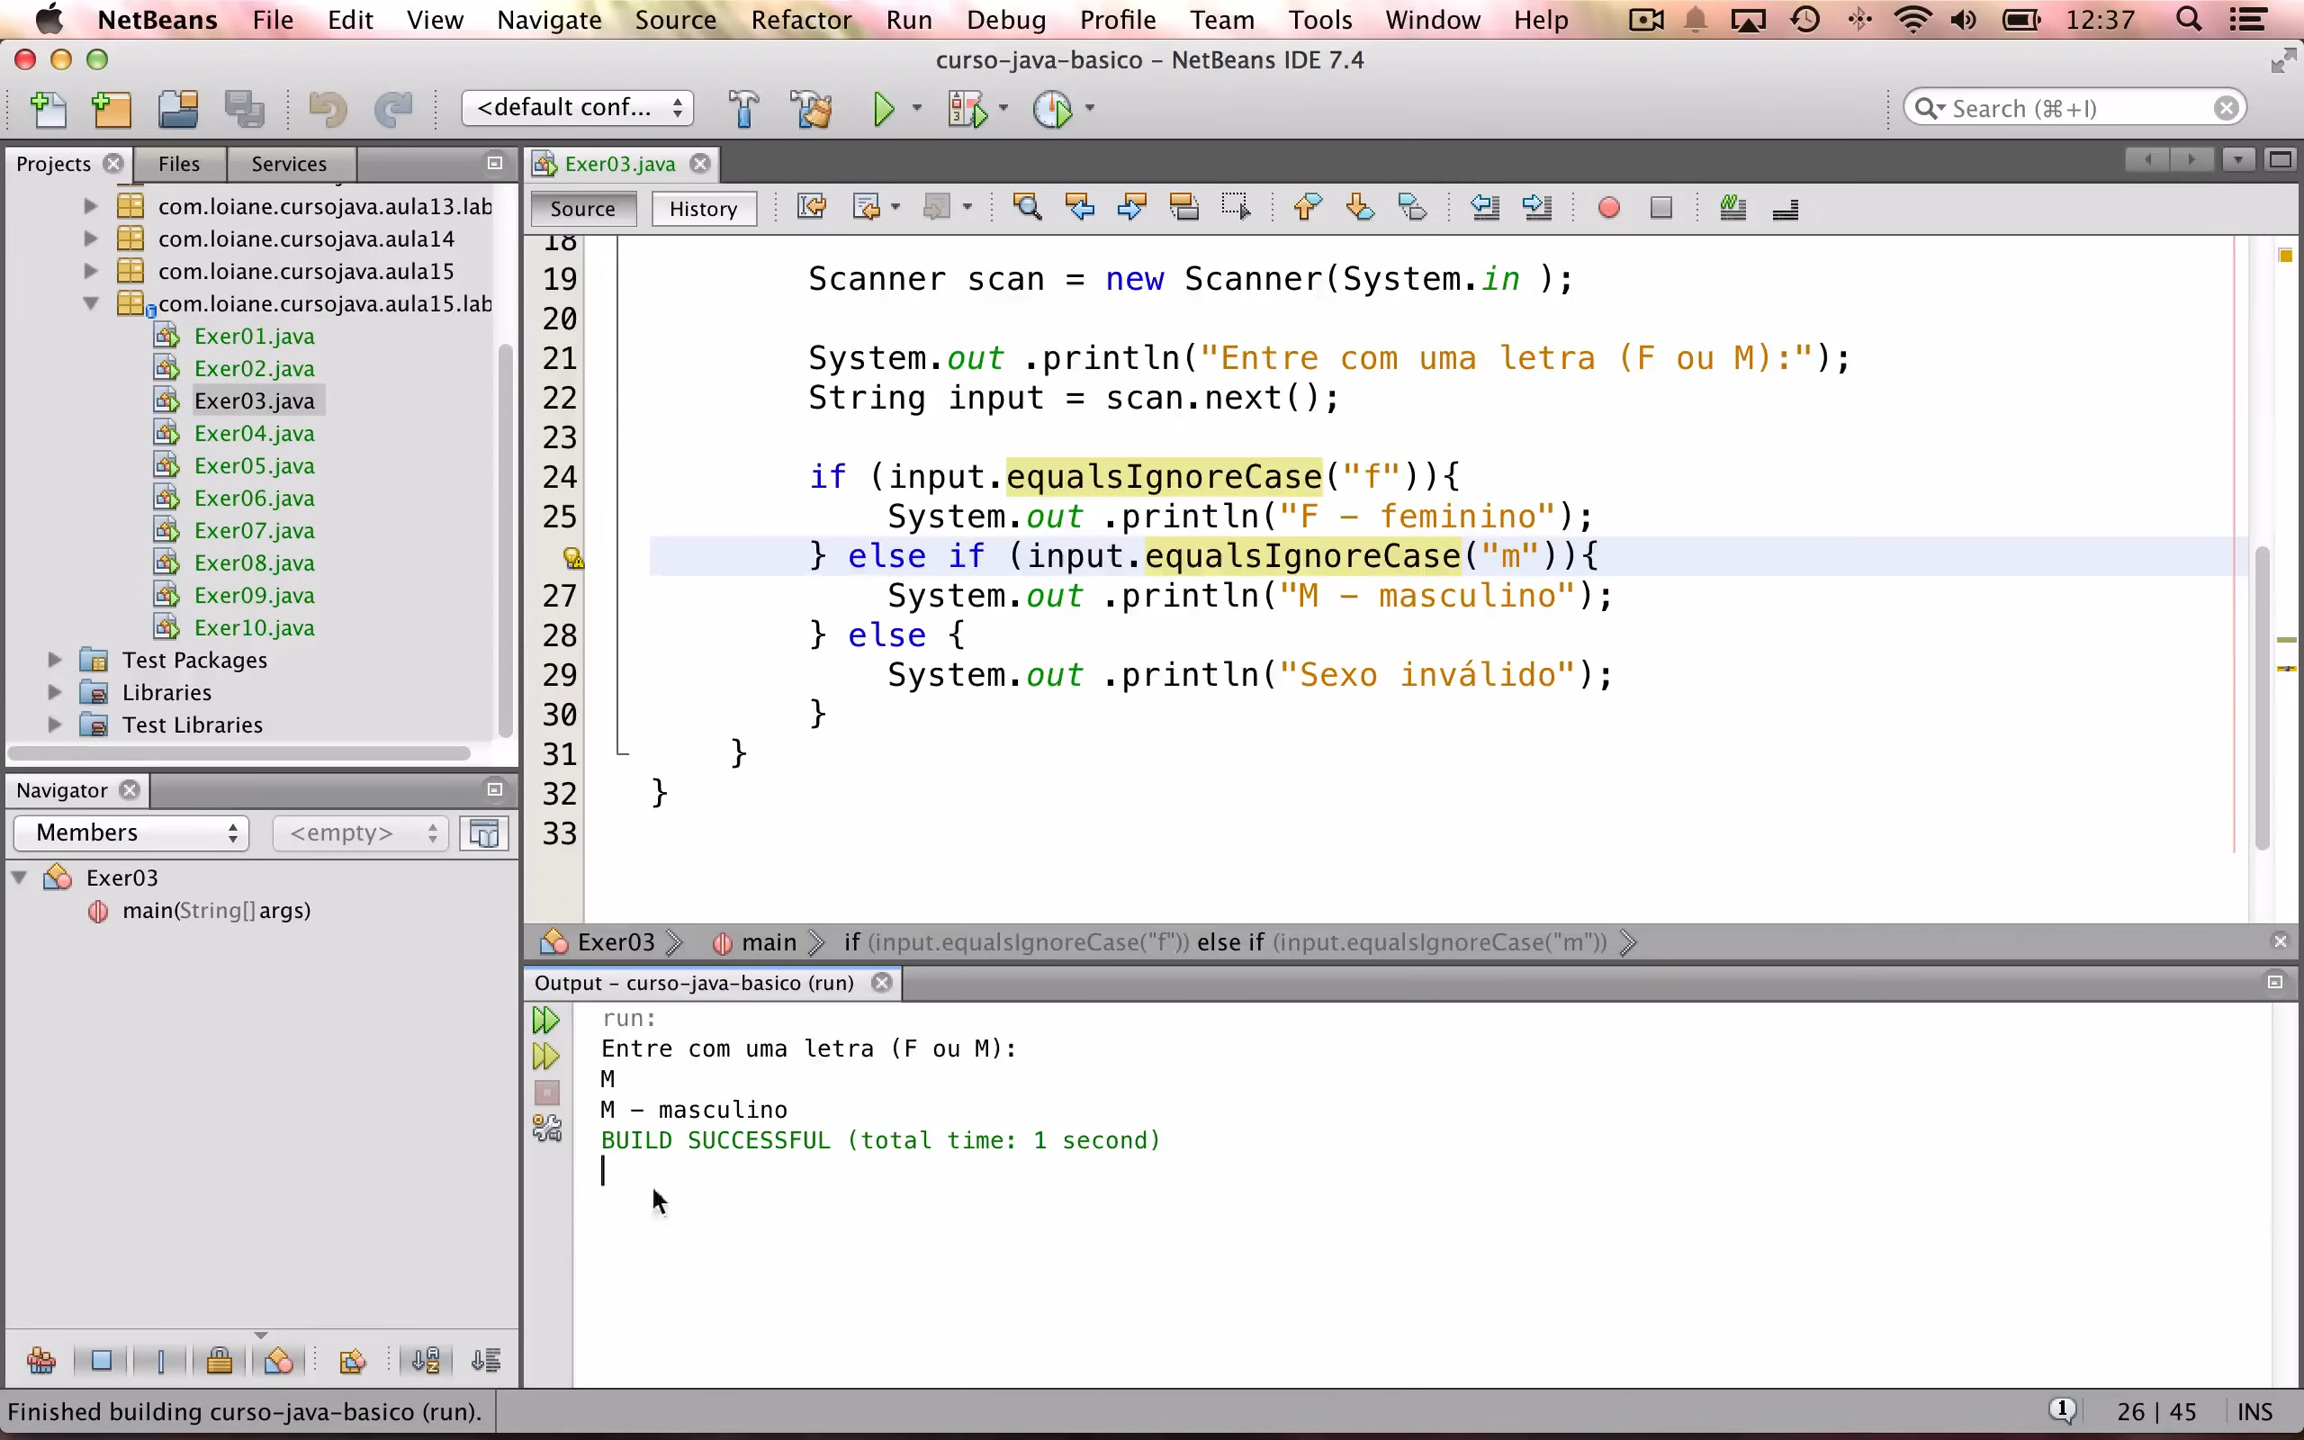 NetBeans File Edit View Navigate Source Refactor Run Debug Profile Team Tools Window Help 12:37
curso-java-basico – NetBeans IDE 7.4
<default conf... Search (⌘+I)
Projects Files Services
com.loiane.cursojava.aula13.lab
com.loiane.cursojava.aula14
com.loiane.cursojava.aula15
com.loiane.cursojava.aula15.lab
Exer01.java
Exer02.java
Exer03.java
Exer04.java
Exer05.java
Exer06.java
Exer07.java
Exer08.java
Exer09.java
Exer10.java
Test Packages
Libraries
Test Libraries
Navigator
Members <empty>
Exer03
main(String[] args)
Exer03.java
Source History
18
19 Scanner scan = new Scanner(System.in );
20
21 System.out .println("Entre com uma letra (F ou M):");
22 String input = scan.next();
23
24 if (input.equalsIgnoreCase("f")){
25 System.out .println("F – feminino");
} else if (input.equalsIgnoreCase("m")){
27 System.out .println("M – masculino");
28 } else {
29 System.out .println("Sexo inválido");
30 }
31 }
32 }
33
Exer03 main if (input.equalsIgnoreCase("f")) else if (input.equalsIgnoreCase("m"))
Output – curso-java-basico (run)
run:
Entre com uma letra (F ou M):
M
M – masculino
BUILD SUCCESSFUL (total time: 1 second)
Finished building curso-java-basico (run). 1 26 | 45 INS